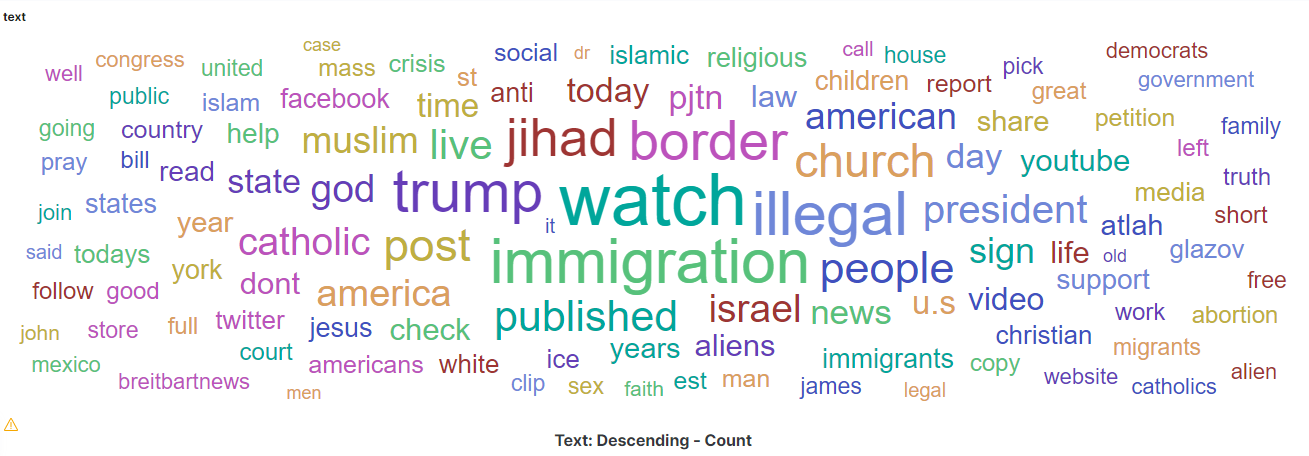 text
case
social dr islamic religious call house democrats
well congress united mass crisis st children report pick great government
public islam facebook time anti today pjtn law american share petition family
going country help muslim live jihad border church day youtube left
pray bill read state god trump watch illegal president media truth
join states year it atlah short
said todays catholic post immigration people sign life old glazov
york dont america support free
follow good twitter published israel news u.s video work abortion
john store full jesus check christian migrants
mexico court americans white ice years aliens immigrants copy website alien
breitbartnews men clip sex faith est man james legal catholics
Text: Descending - Count